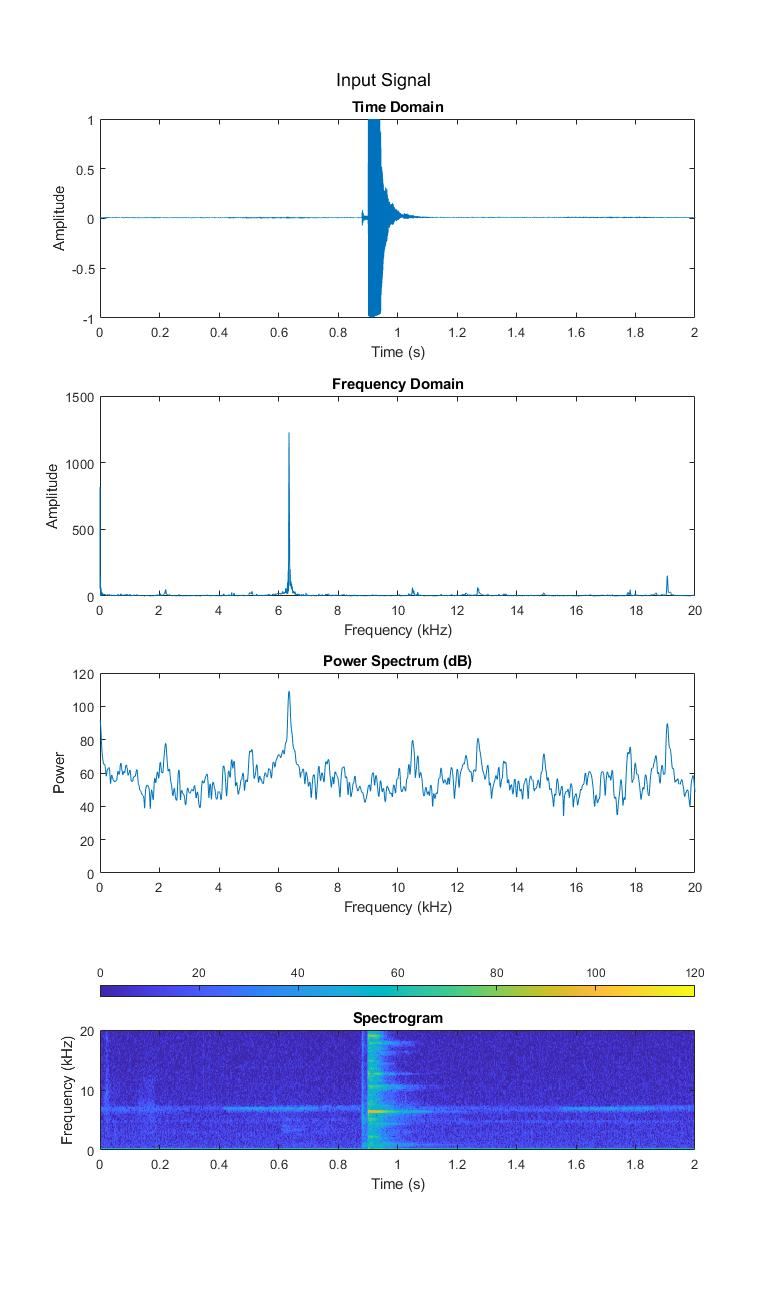 Input Signal
Time Domain
1
0.5
0
-0.5
-1
Amplitude
0 0.2 0.4 0.6 0.8 1 1.2 1.4 1.6 1.8 2
Time (s)
Frequency Domain
1500
1000
500
0
Amplitude
0 2 4 6 8 10 12 14 16 18 20
Frequency (kHz)
Power Spectrum (dB)
120
100
80
60
40
20
0
Power
0 2 4 6 8 10 12 14 16 18 20
Frequency (kHz)
0 20 40 60 80 100 120
Spectrogram
20
10
0
Frequency (kHz)
0 0.2 0.4 0.6 0.8 1 1.2 1.4 1.6 1.8 2
Time (s)